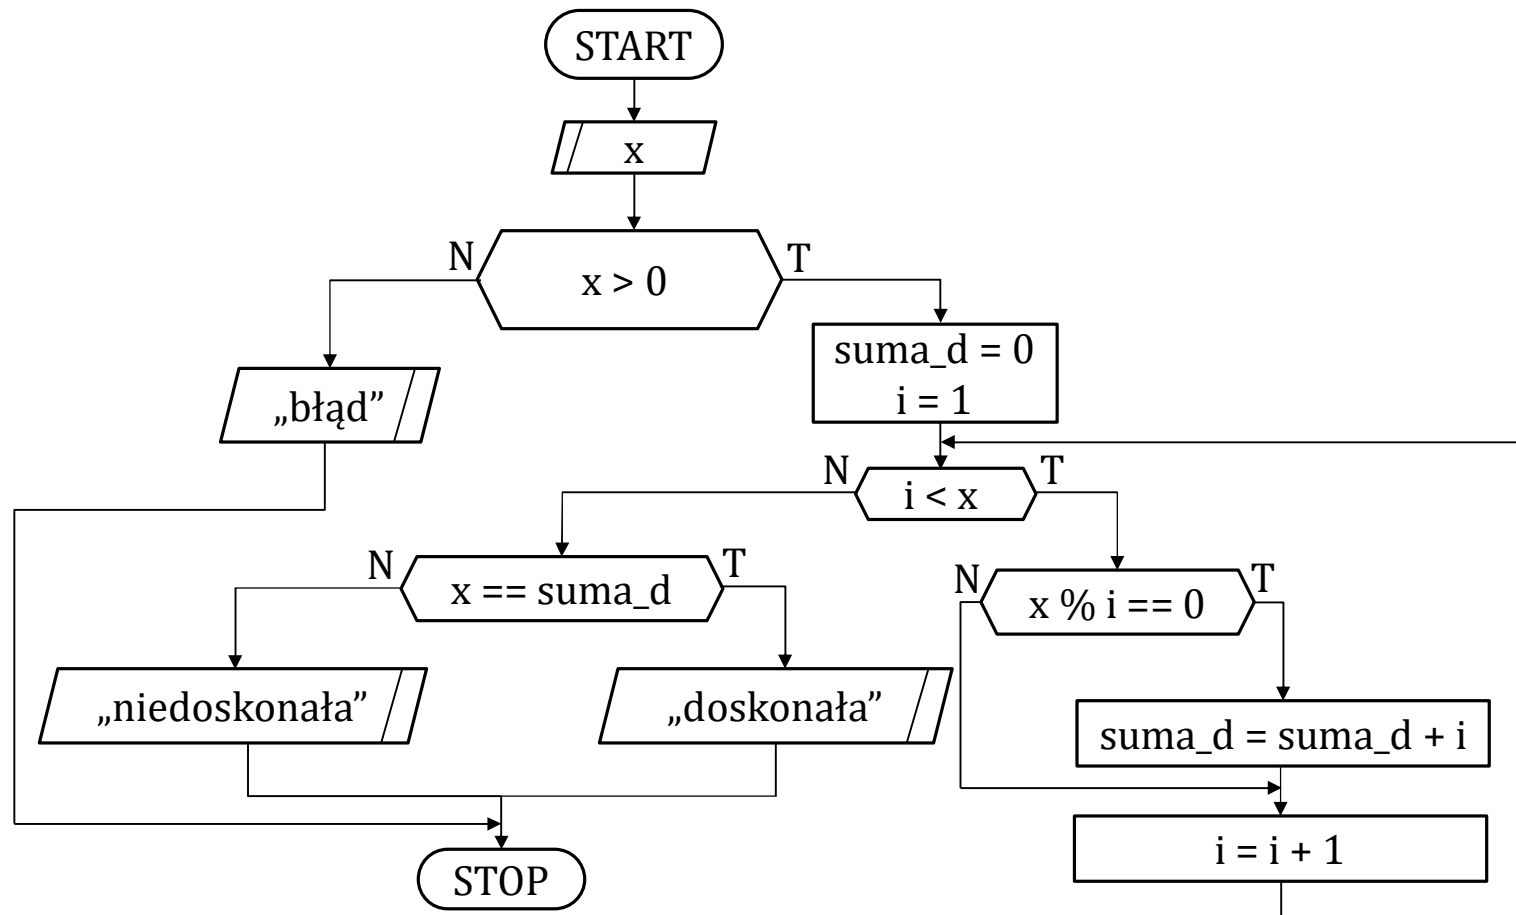 START
x
N
T
x > 0
suma_d = 0
i = 1
„błąd”
N
T
i < x
N
T
x == suma_d
N
T
x % i == 0
„niedoskonała”
„doskonała”
suma_d = suma_d + i
i = i + 1
STOP